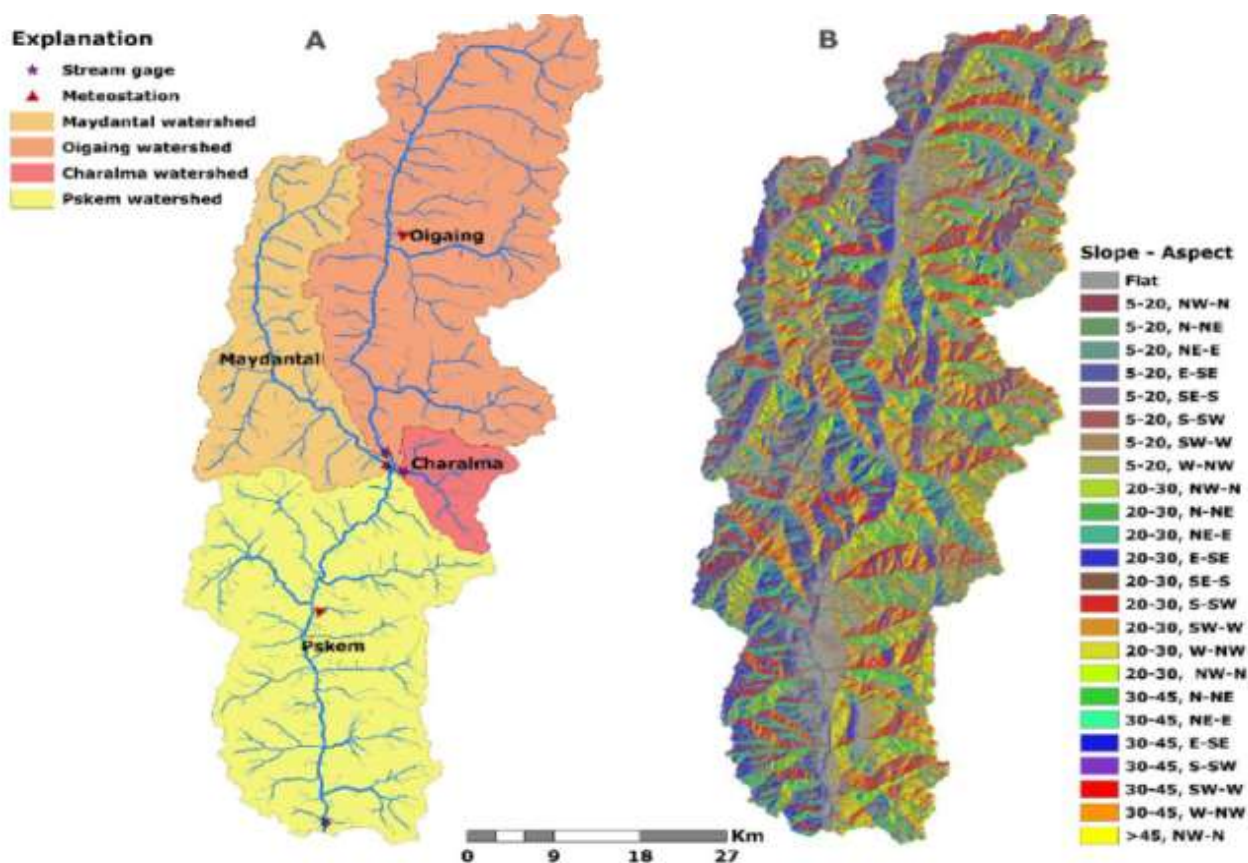 A
B
Explanation
Stream gage
Meteostation
Maydantal watershed
Oigaing watershed
Charalma watershed
Pskem watershed
Oigaing
Maydantal
Charalma
Pskem
Slope - Aspect
Flat
5-20, NW-N
5-20, N-NE
5-20, NE-E
5-20, E-SE
5-20, SE-S
5-20, S-SW
5-20, SW-W
5-20, W-NW
20-30, NW-N
20-30, N-NE
20-30, NE-E
20-30, E-SE
20-30, SE-S
20-30, S-SW
20-30, SW-W
20-30, W-NW
20-30, NW-N
30-45, N-NE
30-45, NE-E
30-45, E-SE
30-45, S-SW
30-45, SW-W
30-45, W-NW
>45, NW-N
Km
0 9 18 27